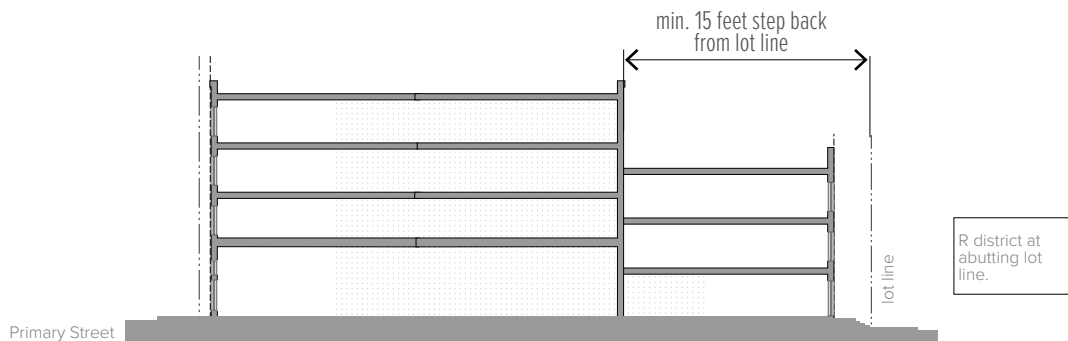 min. 15 feet step back
from lot line
R district at
abutting lot
line.
lot line
Primary Street